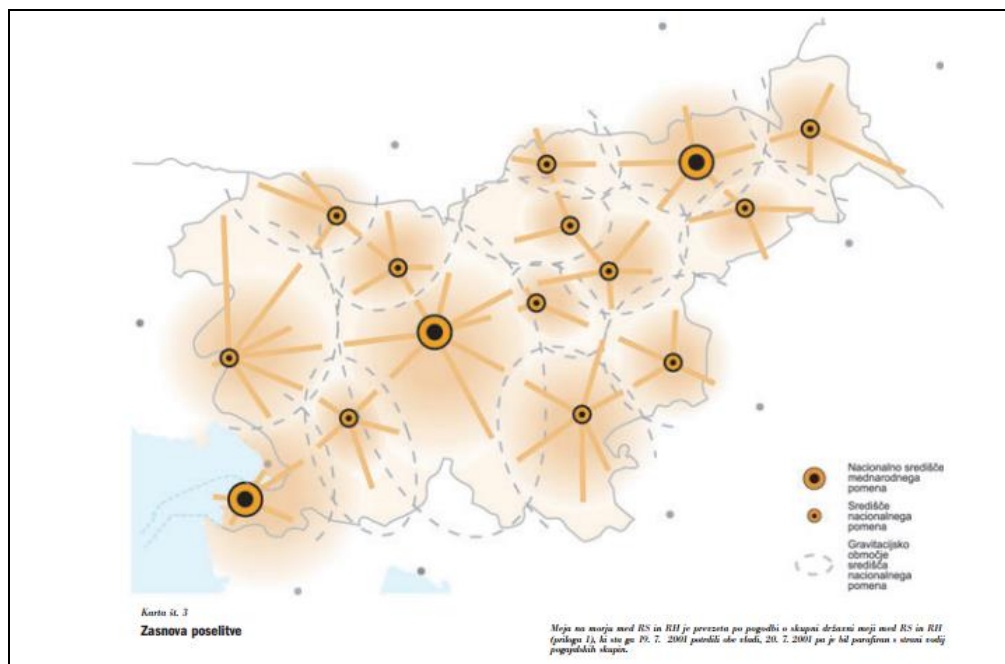 Nacionalno središče
mednarodnega
pomena
Središče
nacionalnega
pomena
Gravitacijsko
območje
središča
nacionalnega
pomena
Karta št. 3
Zasnova poselitve
Meja na morju med RS in RH je prevzeta po pogodbi o skupni državni meji med RS in RH
(priloga 1), ki sta ga 19. 7. 2001 potrdili obe vladi, 20. 7. 2001 pa je bil parafiran s strani vodij
pogajalskih skupin.